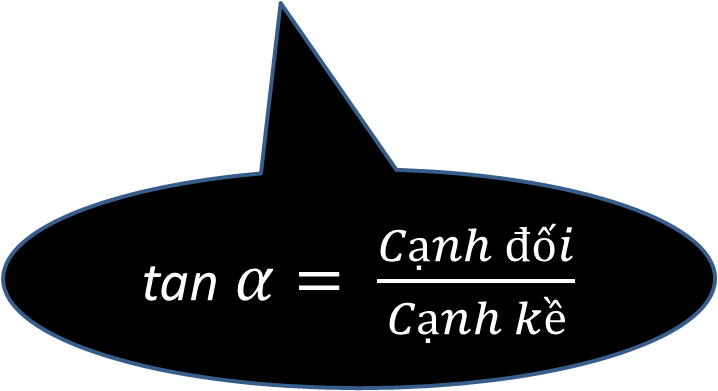 tan α = Cạnh đối
Cạnh kề